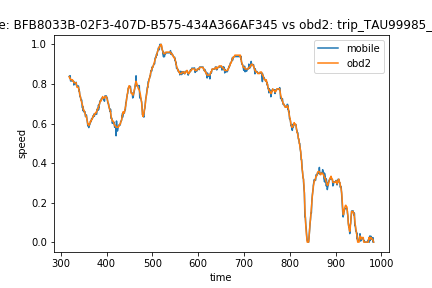 e: BFB8033B-02F3-407D-B575-434A366AF345 vs obd2: trip_TAU99985_
mobile
obd2
1.0
0.8
0.6
0.4
0.2
0.0
speed
300 400 500 600 700 800 900 1000
time